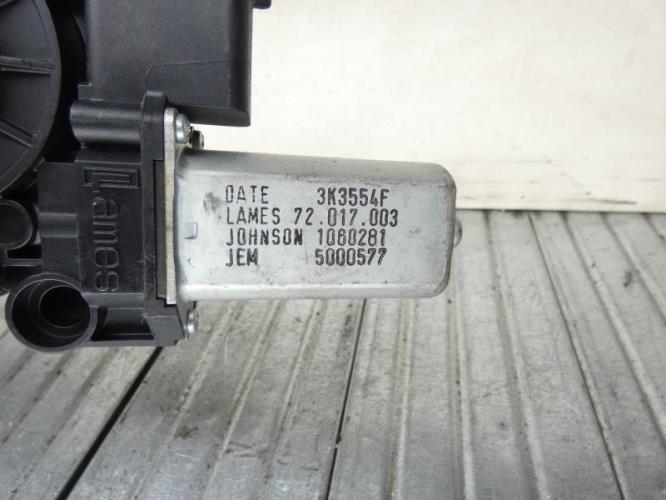 DATE 3K3554F
LAMES 72.017.003
JOHNSON 1060281
JEM 5000577
Lames